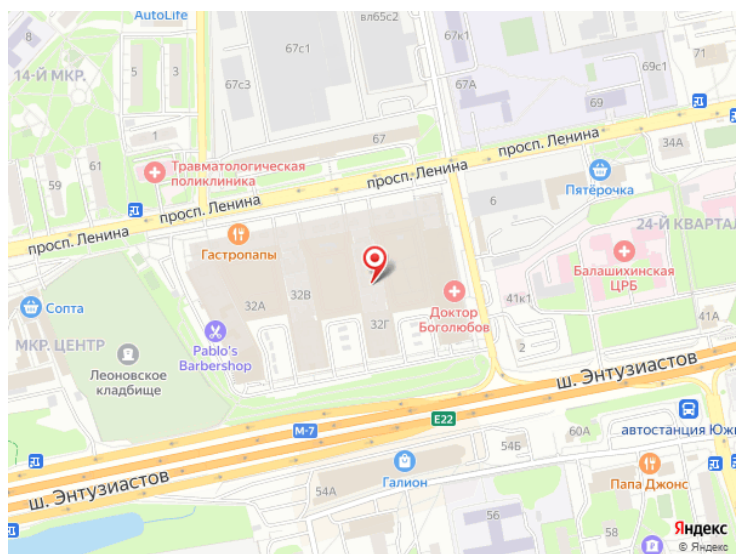 AutoLife
вл65с2
67с1
67к1
71
8
14-Й МКР.
5
3
67с3
67А
69с1
69
1
67
34А
просп. Ленина
Травматологическая
поликлиника
просп. Ленина
Пятёрочка
61
59
просп. Ленина
6
просп. Ленина
24-Й КВАРТАЛ
Гастропапы
Балашихинская
ЦРБ
32А
32В
Доктор
Боголюбов
41к1
41А
Сопта
32Г
2
МКР. ЦЕНТР
Pablo's
Barbershop
Леоновское
кладбище
ш. Энтузиастов
Е22
М-7
60А
автостанция Южн
54Б
ш. Энтузиастов
Галион
Папа Джонс
54А
56
58
Яндекс
© Яндекс